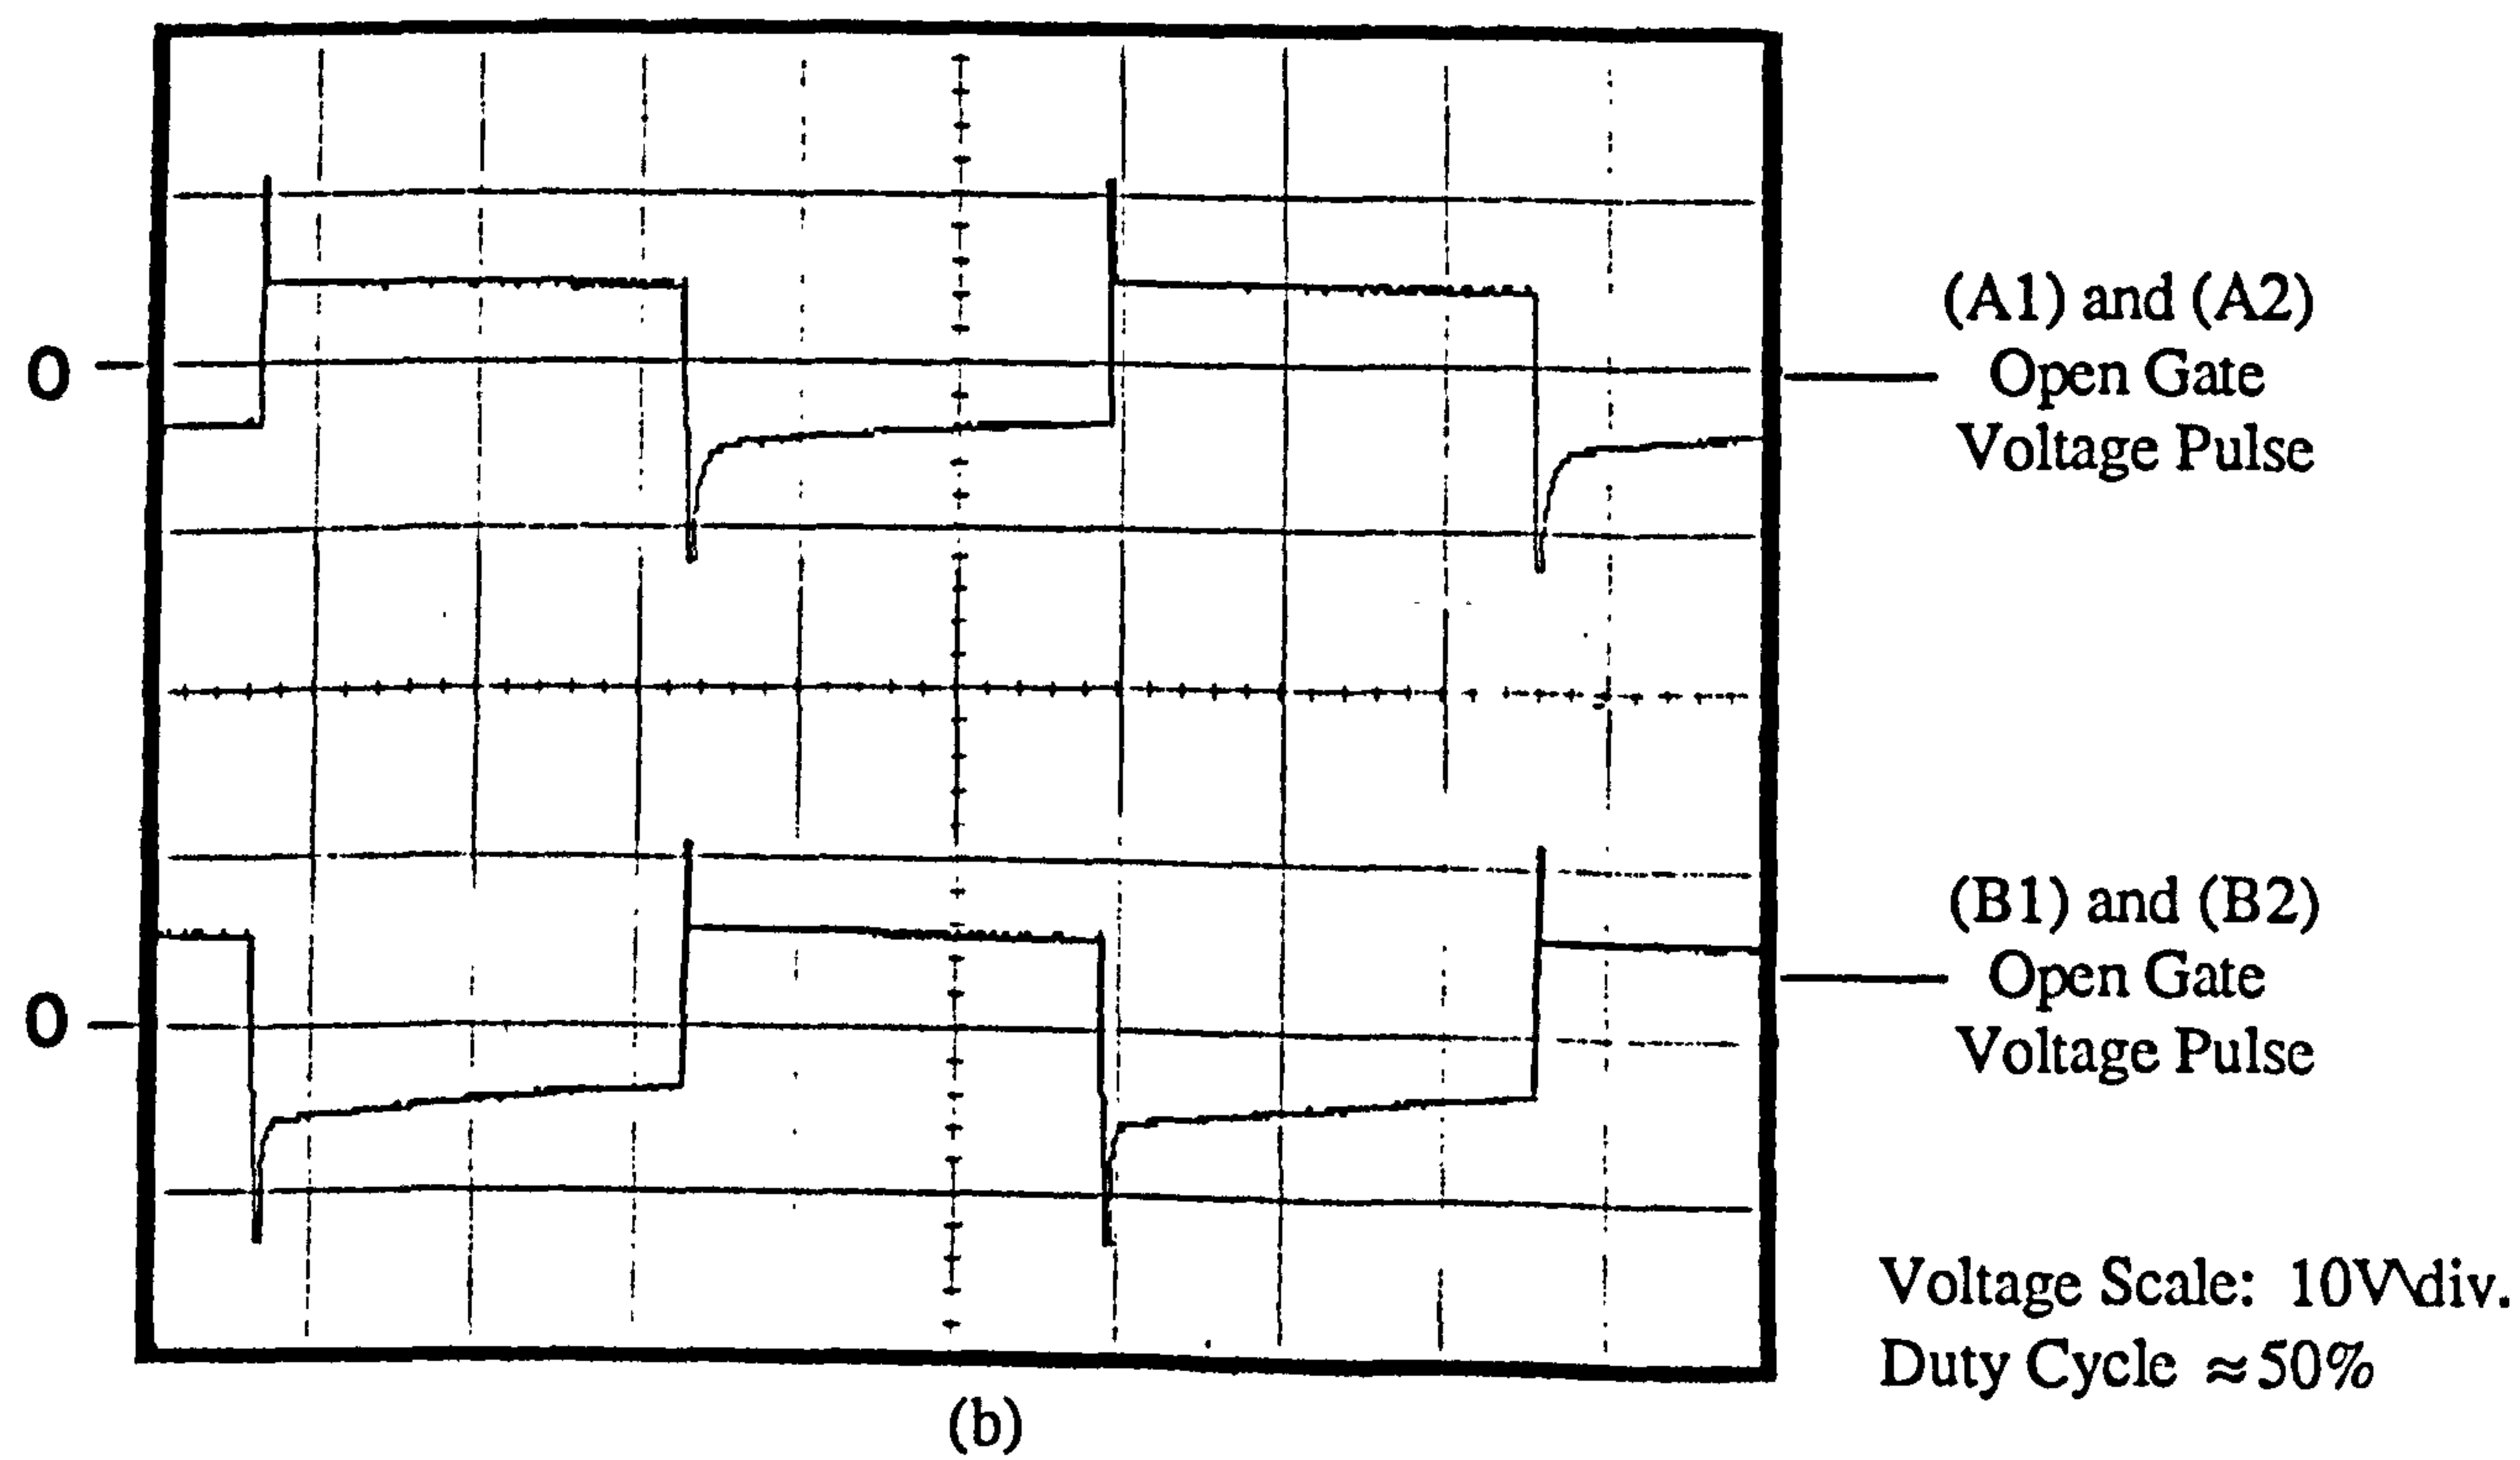 0
(A1) and (A2)
Open Gate
Voltage Pulse
0
(B1) and (B2)
Open Gate
Voltage Pulse
Voltage Scale: 10V\div.
Duty Cycle ≈50%
(b)